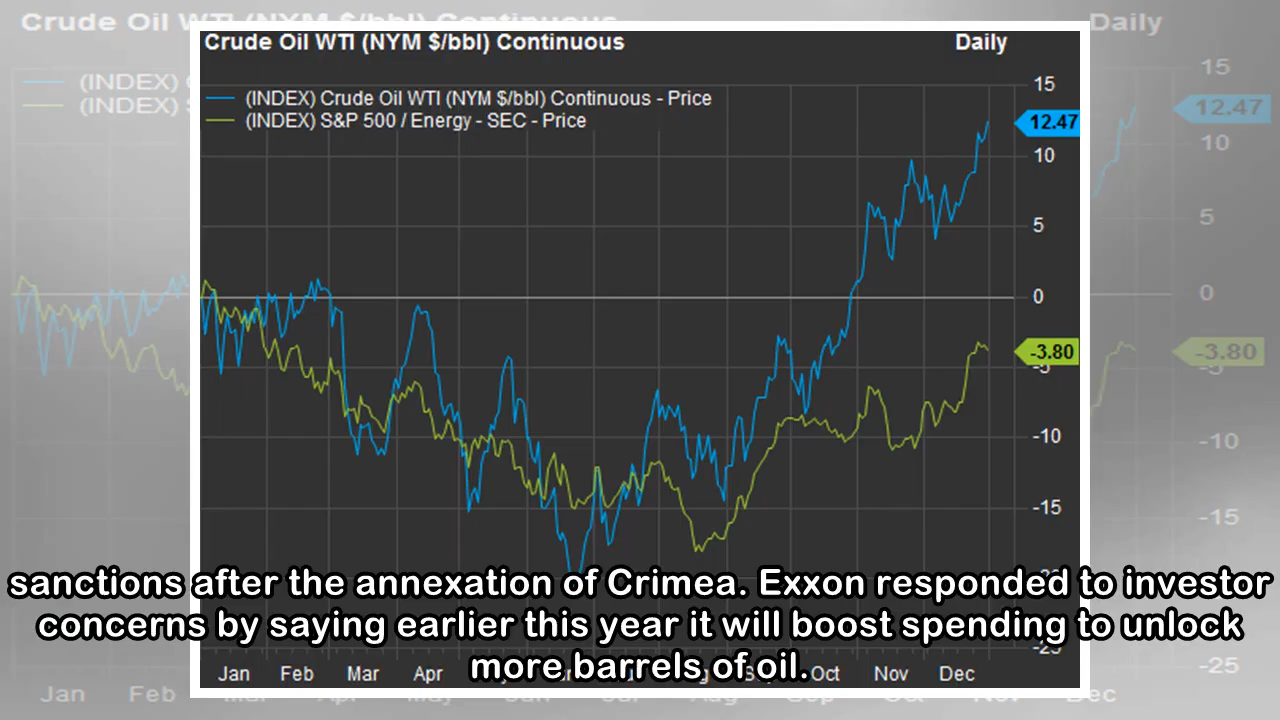 Crude Oil WTI (NYM $/bbl) Continuous
Daily
(INDEX) Crude Oil WTI (NYM $/bbl) Continuous - Price
(INDEX) S&P 500 / Energy - SEC - Price
15
12.47
10
5
0
-3.80
-5
-10
-15
-25
sanctions after the annexation of Crimea. Exxon responded to investor
concerns by saying earlier this year it will boost spending to unlock
more barrels of oil.
Jan Feb Mar Apr Oct Nov Dec